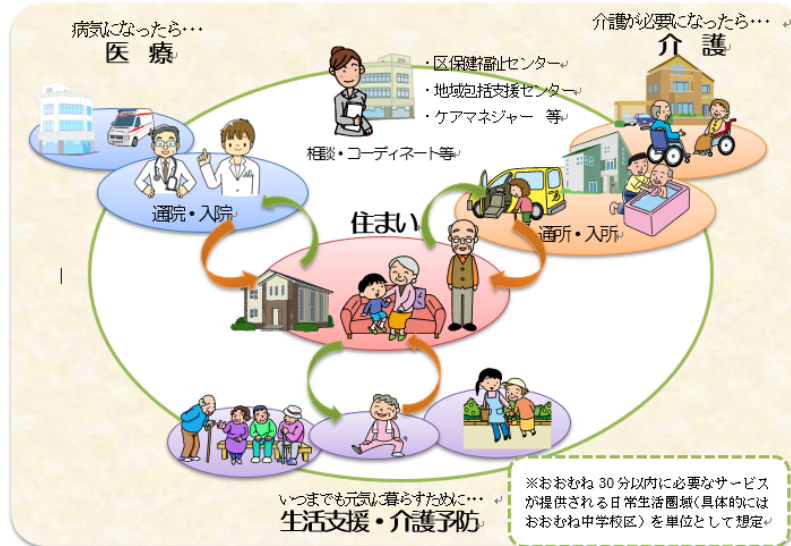 病気になったら…
医　療
介護が必要になったら…
介　護
・区保健福祉センター
・地域包括支援センター
・ケアマネジャー　等
相談・コーディネート等
通院・入院
住まい
通所・入所
いつまでも元気に暮らすために…
生活支援・介護予防
※おおむね30分以内に必要なサービス
が提供される日常生活圏域(具体的には
おおむね中学校区）を単位として想定